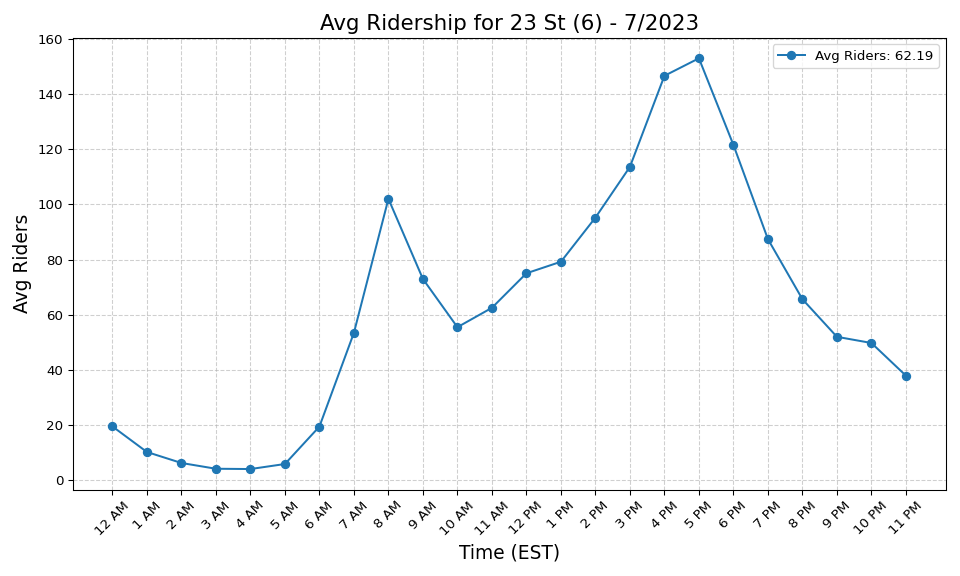 Avg Ridership for 23 St (6) - 7/2023
Avg Riders: 62.19
Avg Riders
160
140
120
100
80
60
40
20
0
12 AM
1 AM
2 AM
3 AM
4 AM
5 AM
6 AM
7 AM
8 AM
9 AM
10 AM
11 AM
12 PM
1 PM
2 PM
3 PM
4 PM
5 PM
6 PM
7 PM
8 PM
9 PM
10 PM
11 PM
Time (EST)